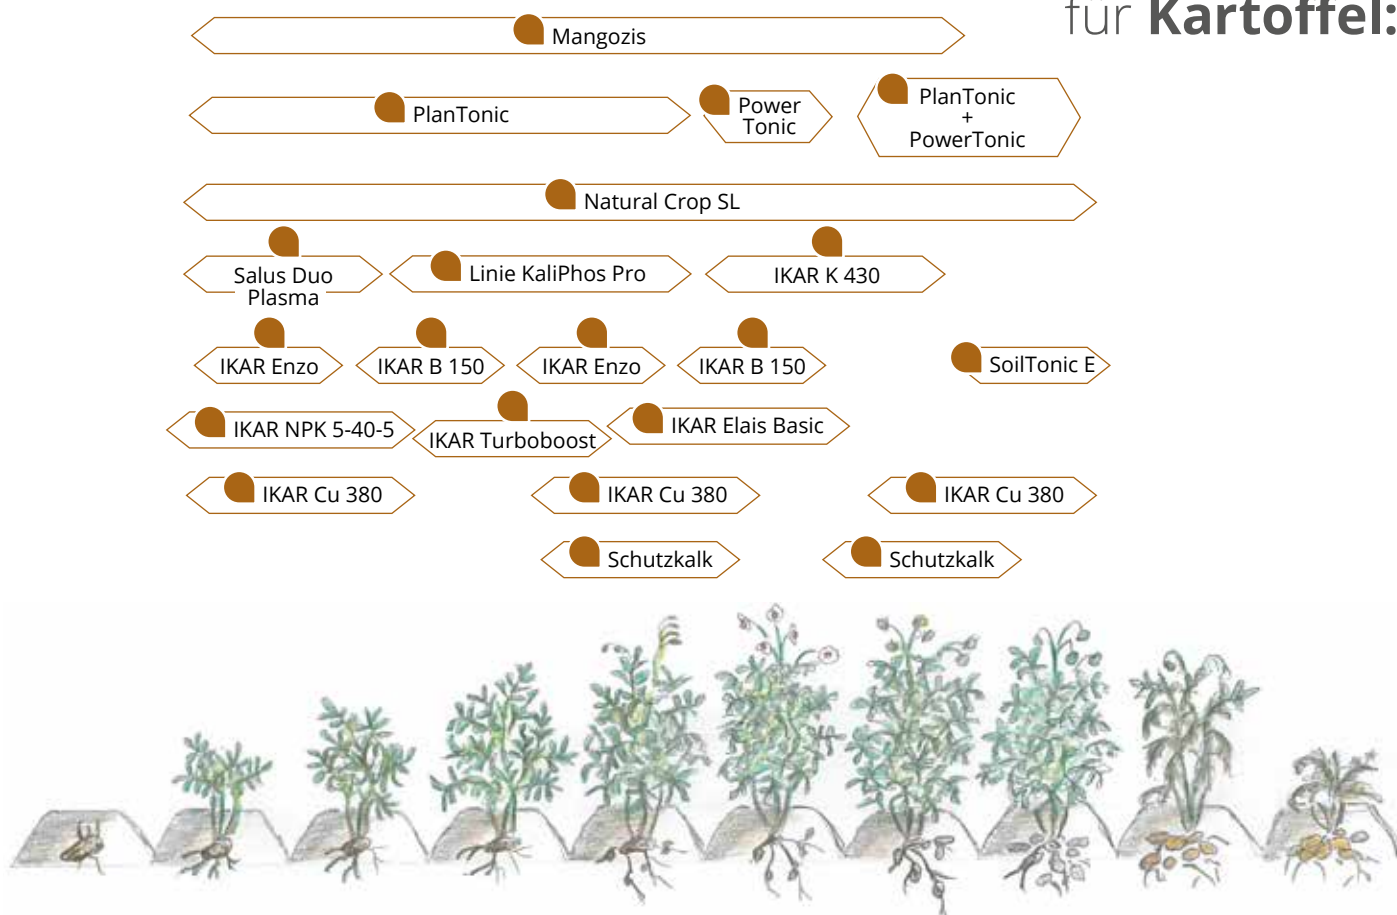 für Kartoffel:
Mangozis
PlanTonic
Power
Tonic
PlanTonic
+
PowerTonic
Natural Crop SL
Salus Duo
Plasma
Linie KaliPhos Pro
IKAR K 430
IKAR Enzo
IKAR B 150
IKAR Enzo
IKAR B 150
SoilTonic E
IKAR NPK 5-40-5
IKAR Turboboost
IKAR Elais Basic
IKAR Cu 380
IKAR Cu 380
IKAR Cu 380
Schutzkalk
Schutzkalk